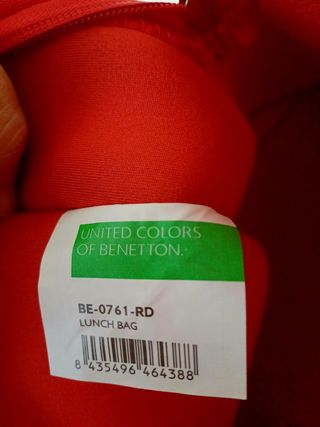 UNITED COLORS
OF BENETTON.
BE-0761-RD
LUNCH BAG
8 435496 464388